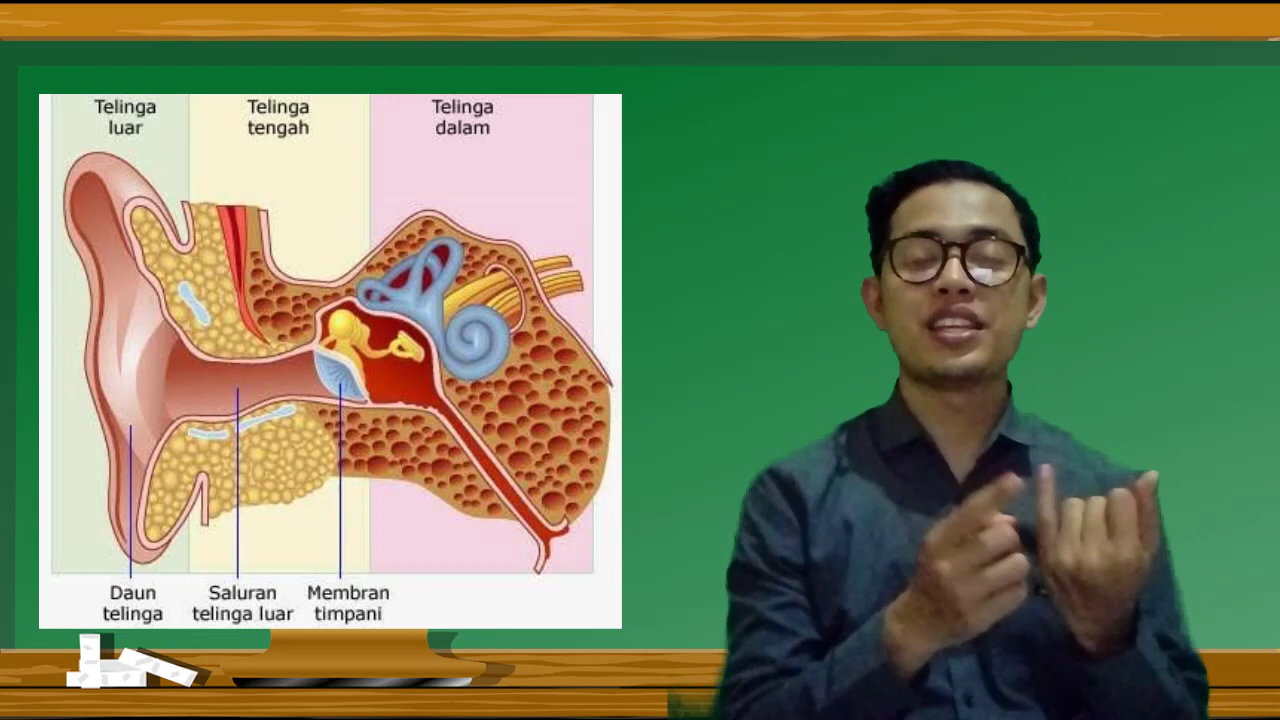 Telinga
luar
Telinga
tengah
Telinga
dalam
Daun
telinga
Saluran
telinga luar
Membran
timpani